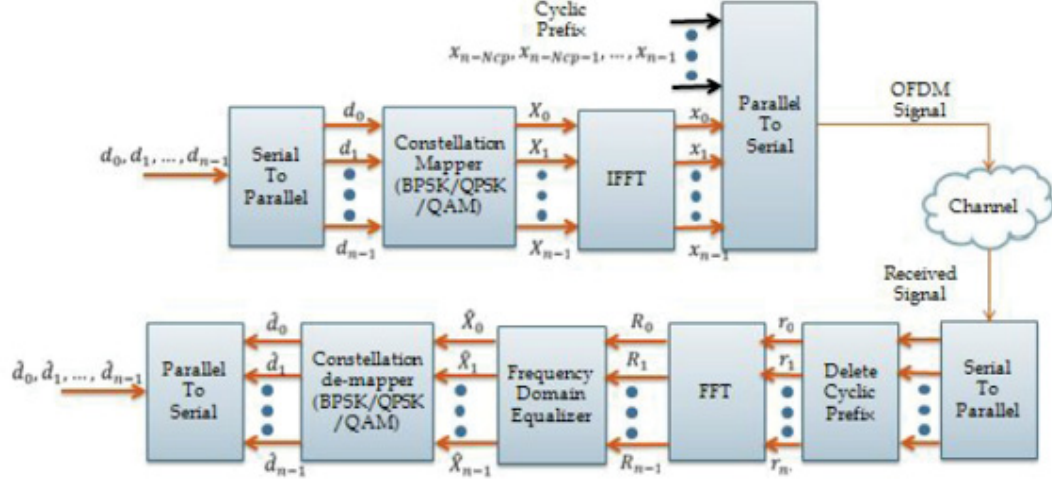 Cyclic
Prefix
x_{n−Ncp}, x_{n−Ncp−1}, ..., x_{n−1}
d_0, d_1, ..., d_{n−1}
Serial
To
Parallel
d_0
d_1
d_{n−1}
Constellation
Mapper
(BPSK/QPSK
/QAM)
X_0
X_1
X_{n−1}
IFFT
x_0
x_1
x_{n−1}
Parallel
To
Serial
OFDM
Signal
Channel
Received
Signal
d̂_0, d̂_1, ..., d̂_{n−1}
Parallel
To
Serial
d̂_0
d̂_1
d̂_{n−1}
Constellation
de-mapper
(BPSK/QPSK
/QAM)
X̂_0
X̂_1
X̂_{n−1}
Frequency
Domain
Equalizer
R_0
R_1
R_{n−1}
FFT
r_0
r_1
r_{n.}
Delete
Cyclic
Prefix
Serial
To
Parallel